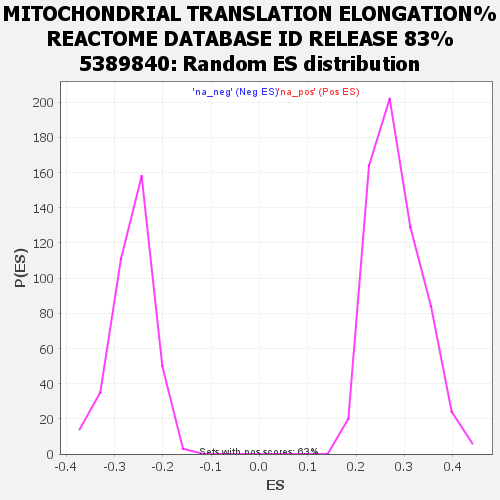 MITOCHONDRIAL TRANSLATION ELONGATION%
REACTOME DATABASE ID RELEASE 83%
5389840: Random ES distribution
'na_neg' (Neg ES) 'na_pos' (Pos ES)
200
180
160
140
120
100
80
60
40
20
0
P(ES)
Sets with pos scores: 63%
-0.4 -0.3 -0.2 -0.1 0.0 0.1 0.2 0.3 0.4
ES